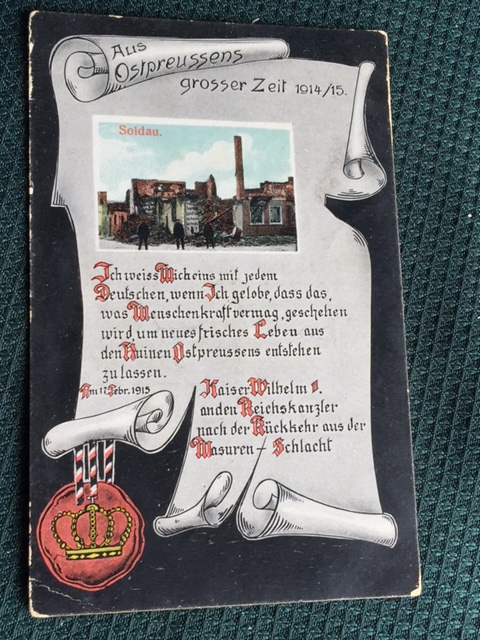 Aus
Ostpreussens
grosser Zeit 1914/15.
Soldau.
Ich weiss Mich eins mit jedem
Deutschen, wenn Ich gelobe, dass das,
was Menschenkraft vermag, geschehen
wird, um neues frisches Leben aus
den Ruinen Ostpreussens entstehen
zu lassen.
Am 17 Febr. 1915
Kaiser Wilhelm II.
an den Reichskanzler
nach der Rückkehr aus der
Masuren – Schlacht